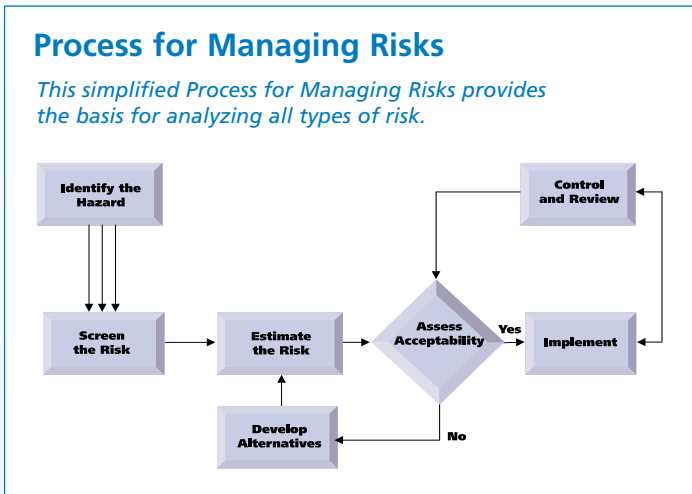 Process for Managing Risks
This simplified Process for Managing Risks provides
the basis for analyzing all types of risk.
Identify the
Hazard
Control
and Review
Screen
the Risk
Estimate
the Risk
Assess
Acceptability
Yes
Implement
Develop
Alternatives
No